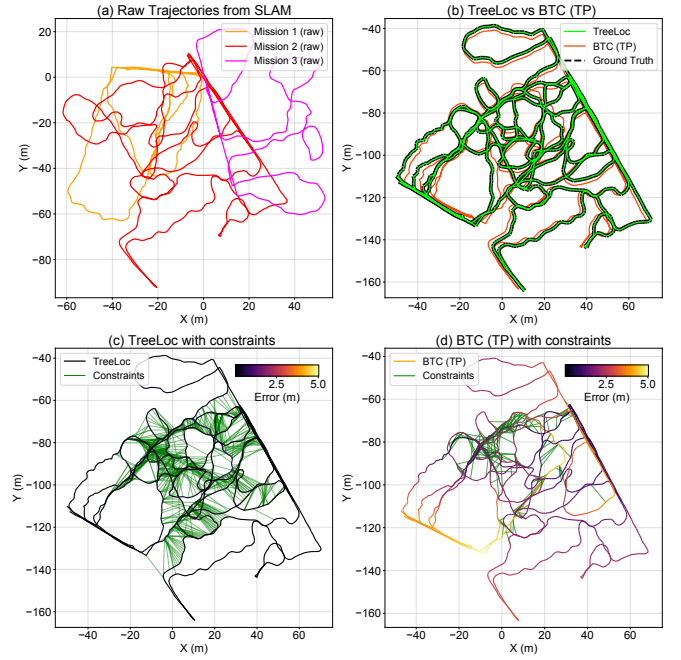 (a) Raw Trajectories from SLAM
Mission 1 (raw)
Mission 2 (raw)
Mission 3 (raw)
20
0
−20
−40
−60
−80
Y (m)
−60 −40 −20 0 20 40
X (m)
(b) TreeLoc vs BTC (TP)
TreeLoc
BTC (TP)
Ground Truth
−40
−60
−80
−100
−120
−140
−160
Y (m)
−40 −20 0 20 40 60
X (m)
(c) TreeLoc with constraints
TreeLoc
Constraints
2.5 5.0
Error (m)
−40
−60
−80
−100
−120
−140
−160
Y (m)
−40 −20 0 20 40 60
X (m)
(d) BTC (TP) with constraints
BTC (TP)
Constraints
2.5 5.0
Error (m)
−40
−60
−80
−100
−120
−140
−160
Y (m)
−40 −20 0 20 40 60
X (m)